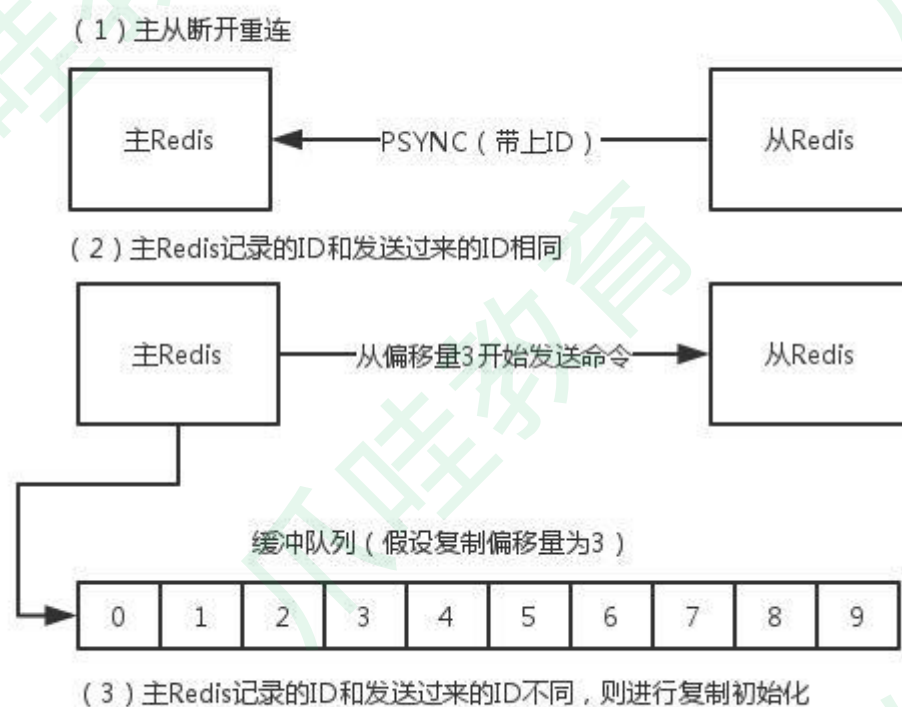 （1）主从断开重连
主Redis
PSYNC（带上ID）
从Redis
（2）主Redis记录的ID和发送过来的ID相同
主Redis
从偏移量3开始发送命令
从Redis
缓冲队列（假设复制偏移量为3）
0 1 2 3 4 5 6 7 8 9
（3）主Redis记录的ID和发送过来的ID不同，则进行复制初始化
爪哇教育